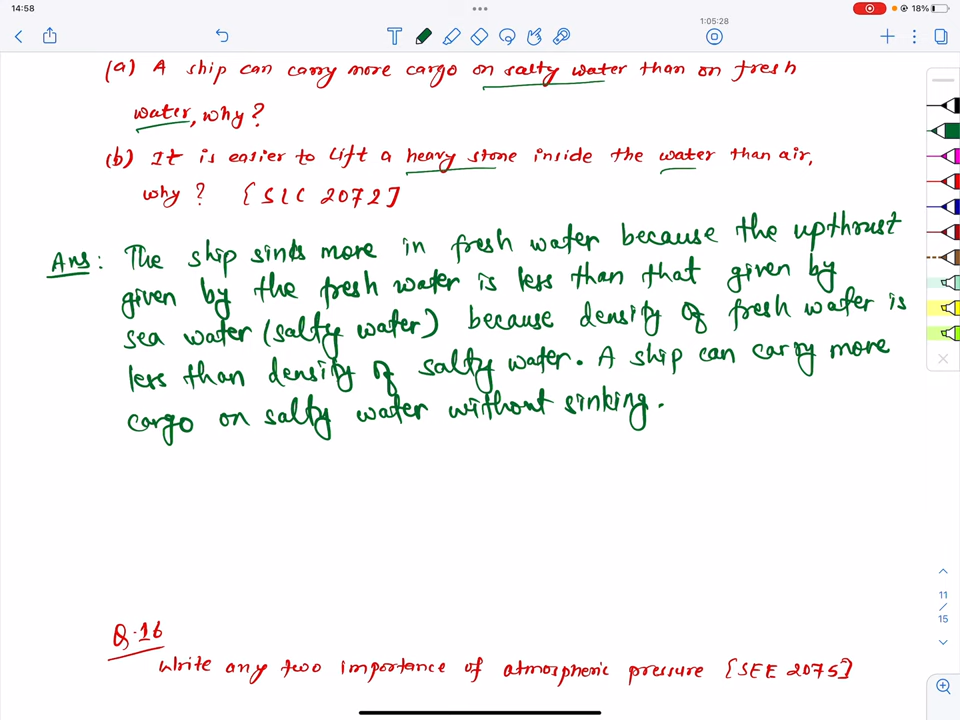 14:58
1:05:28
18%
(a) A ship can carry more cargo on salty water than on fresh
water, why?
(b) It is easier to lift a heavy stone inside the water than air,
why? [SLC 2072]
Ans: The ship sinks more in fresh water because the upthrust
given by the fresh water is less than that given by
sea water (salty water) because density of fresh water is
less than density of salty water. A ship can carry more
cargo on salty water without sinking.
11
/
15
Q.16
Write any two importance of atmospheric pressure [SEE 2075]